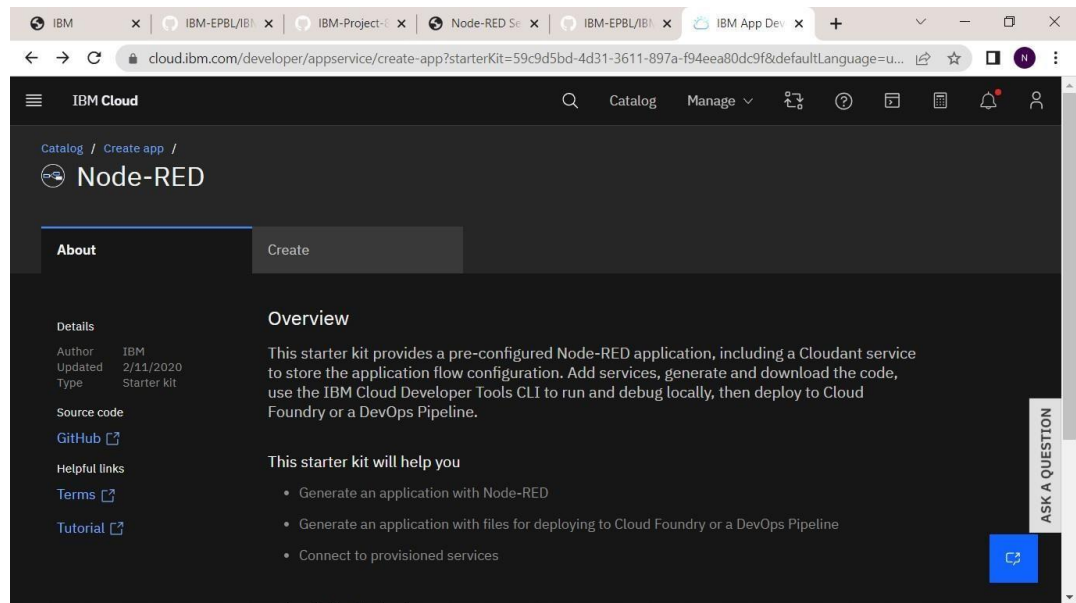 IBM
IBM-EPBL/IBM
IBM-Project-8
Node-RED Se
IBM-EPBL/IBM
IBM App Dev
cloud.ibm.com/developer/appservice/create-app?starterKit=59c9d5bd-4d31-3611-897a-f94eea80dc9f&defaultLanguage=u...
N
IBM Cloud
Catalog
Manage
Catalog / Create app /
Node-RED
About
Create
Details
Author IBM
Updated 2/11/2020
Type Starter kit
Source code
GitHub
Helpful links
Terms
Tutorial
Overview
This starter kit provides a pre-configured Node-RED application, including a Cloudant service
to store the application flow configuration. Add services, generate and download the code,
use the IBM Cloud Developer Tools CLI to run and debug locally, then deploy to Cloud
Foundry or a DevOps Pipeline.
This starter kit will help you
• Generate an application with Node-RED
• Generate an application with files for deploying to Cloud Foundry or a DevOps Pipeline
• Connect to provisioned services
ASK A QUESTION